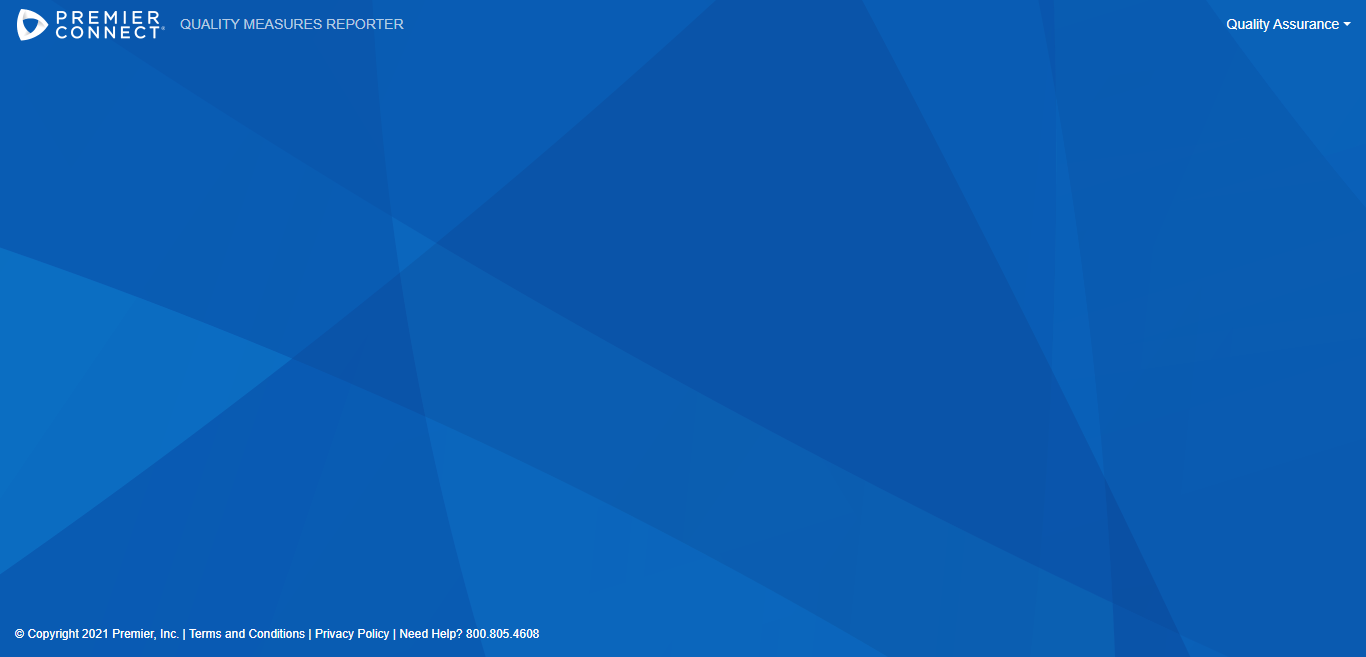 PREMIER
CONNECT®
QUALITY MEASURES REPORTER
Quality Assurance
© Copyright 2021 Premier, Inc. | Terms and Conditions | Privacy Policy | Need Help? 800.805.4608